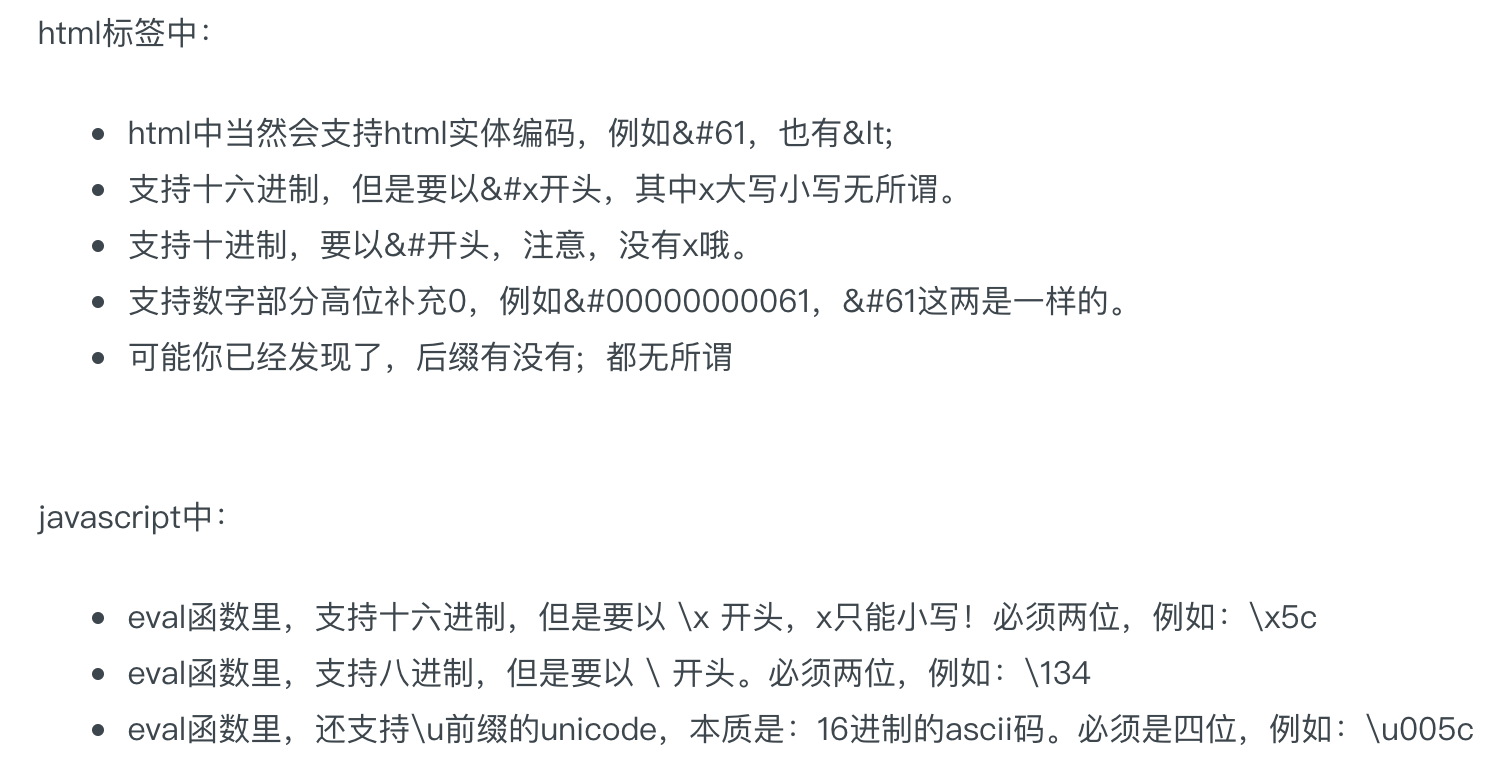 html标签中：
html中当然会支持html实体编码，例如&#61，也有&lt;
支持十六进制，但是要以&#x开头，其中x大写小写无所谓。
支持十进制，要以&#开头，注意，没有x哦。
支持数字部分高位补充0，例如&#00000000061，&#61这两是一样的。
可能你已经发现了，后缀有没有；都无所谓
javascript中：
eval函数里，支持十六进制，但是要以 \x 开头，x只能小写！必须两位，例如：\x5c
eval函数里，支持八进制，但是要以 \ 开头。必须两位，例如：\134
eval函数里，还支持\u前缀的unicode，本质是：16进制的ascii码。必须是四位，例如：\u005c